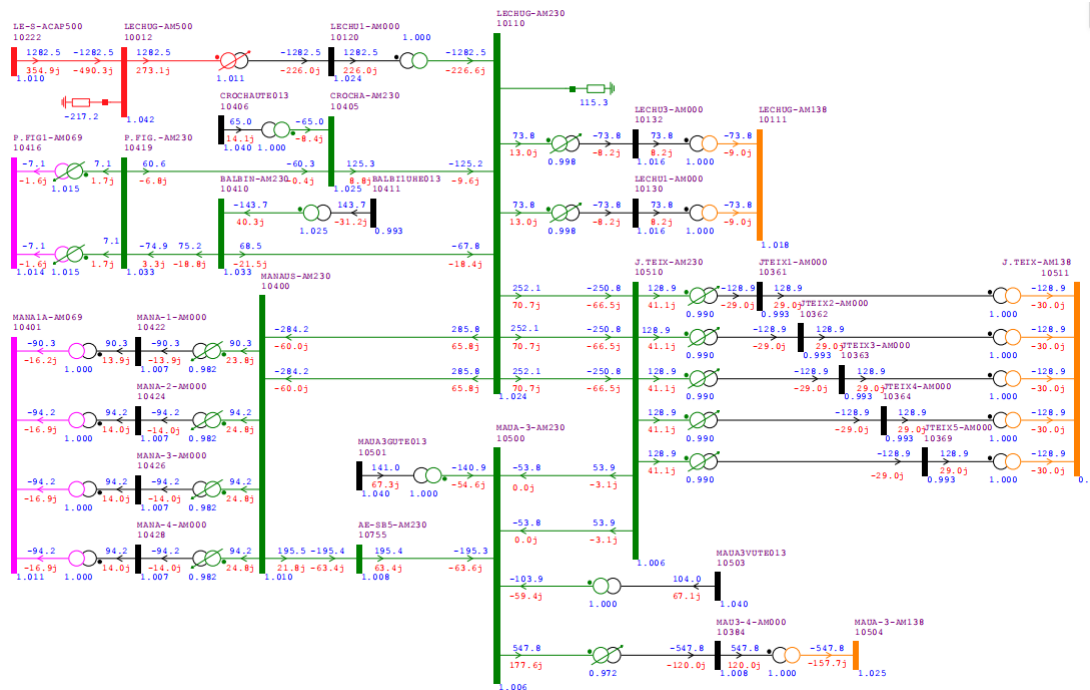 LE-S-ACAP500
10222
1282.5
-1282.5
354.9j
-490.3j
1.010
LECHUG-AM500
10012
1282.5
273.1j
-217.2
1.042
1.011
-1282.5
-226.0j
LECHU1-AM000
10120
1282.5
226.0j
1.024
1.000
-1282.5
-226.6j
LECHUG-AM230
10110
115.3
CROCHAUTE013
10406
65.0
-65.0
14.1j
-8.4j
1.040
1.000
CROCHA-AM230
10405
125.3
-125.2
8.8j
-9.6j
1.025
P.FIG1-AM069
10416
-7.1
7.1
-1.6j
1.7j
1.015
-7.1
7.1
-1.6j
1.7j
1.014
1.015
P.FIG.-AM230
10419
60.6
-60.3
-6.8j
-0.4j
-74.9
75.2
3.3j
-18.8j
1.033
BALBIN-AM230
10410
-143.7
143.7
40.3j
-31.2j
1.025
68.5
-67.8
-21.5j
-18.4j
1.033
BALBI1UHE013
10411
0.993
73.8
-73.8
13.0j
-8.2j
0.998
LECHU3-AM000
10132
73.8
-73.8
8.2j
-9.0j
1.016
1.000
LECHUG-AM138
10111
73.8
-73.8
13.0j
-8.2j
0.998
LECHU1-AM000
10130
73.8
-73.8
8.2j
-9.0j
1.016
1.000
1.018
MANAUS-AM230
10400
-284.2
285.8
-60.0j
65.8j
-284.2
285.8
-60.0j
65.8j
252.1
-250.8
70.7j
-66.5j
252.1
-250.8
70.7j
-66.5j
252.1
-250.8
70.7j
-66.5j
1.024
J.TEIX-AM230
10510
128.9
-128.9
41.1j
-29.0j
0.990
JTEIX1-AM000
10361
128.9
-128.9
29.0j
-30.0j
0.993
1.000
J.TEIX-AM138
10511
128.9
-128.9
41.1j
-29.0j
0.990
JTEIX2-AM000
10362
128.9
-128.9
29.0j
-30.0j
0.993
1.000
128.9
-128.9
41.1j
-29.0j
0.990
JTEIX3-AM000
10363
128.9
-128.9
29.0j
-30.0j
0.993
1.000
128.9
-128.9
41.1j
-29.0j
0.990
JTEIX4-AM000
10364
128.9
-128.9
29.0j
-30.0j
0.993
1.000
128.9
-128.9
41.1j
-29.0j
0.990
JTEIX5-AM000
10369
128.9
-128.9
29.0j
-30.0j
0.993
1.000
0.
MANA1A-AM069
10401
-90.3
90.3
-16.2j
13.9j
1.000
MANA-1-AM000
10422
-90.3
90.3
-13.9j
23.8j
1.007
0.982
-94.2
94.2
-16.9j
14.0j
1.000
MANA-2-AM000
10424
-94.2
94.2
-14.0j
24.8j
1.007
0.982
-94.2
94.2
-16.9j
14.0j
1.000
MANA-3-AM000
10426
-94.2
94.2
-14.0j
24.8j
1.007
0.982
-94.2
94.2
-16.9j
14.0j
1.011
1.000
MANA-4-AM000
10428
-94.2
94.2
-14.0j
24.8j
1.007
0.982
195.5
-195.4
21.8j
-63.4j
1.010
MAUA3GUTE013
10501
141.0
-140.9
67.3j
-54.6j
1.040
1.000
AE-SB5-AM230
10755
195.4
-195.3
63.4j
-63.6j
1.008
MAUA-3-AM230
10500
-53.8
53.9
0.0j
-3.1j
-53.8
53.9
0.0j
-3.1j
1.006
-103.9
104.0
-59.4j
67.1j
1.000
MAUA3VUTE013
10503
1.040
547.8
-547.8
177.6j
-120.0j
0.972
1.006
MAU3-4-AM000
10384
547.8
-547.8
120.0j
-157.7j
1.008
1.000
MAUA-3-AM138
10504
1.025